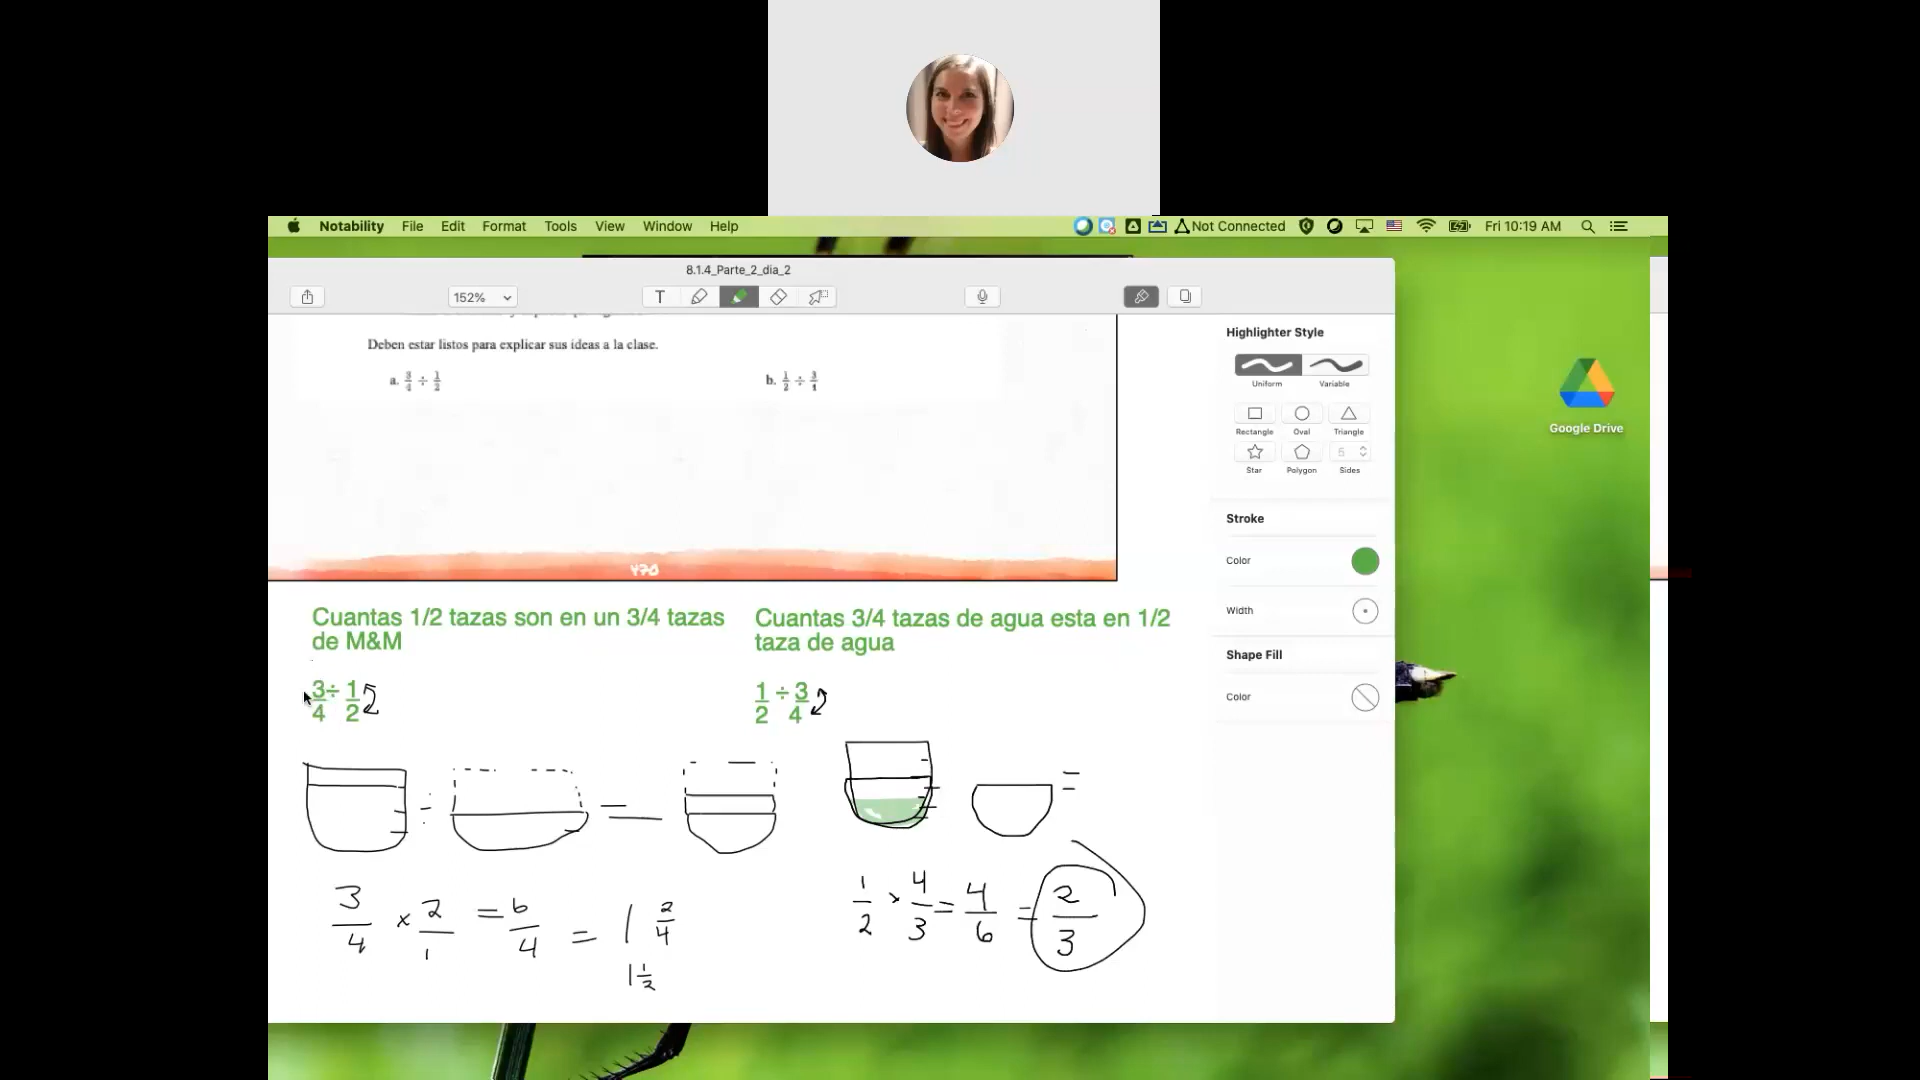 Notability File Edit Format Tools View Window Help Not Connected Fri 10:19 AM
8.1.4_Parte_2_dia_2
152% T
Deben estar listos para explicar sus ideas a la clase.
a. 3/4 ÷ 1/2 b. 1/2 ÷ 3/4
470
Cuantas 1/2 tazas son en un 3/4 tazas
de M&M
3/4 ÷ 1/2
3/4 × 2/1 = 6/4 = 1 2/4
1 1/2
Cuantas 3/4 tazas de agua esta en 1/2
taza de agua
1/2 ÷ 3/4
=
1/2 × 4/3 = 4/6 = 2/3
Highlighter Style
Uniform Variable
Rectangle Oval Triangle
5
Star Polygon Sides
Stroke
Color
Width
Shape Fill
Color
Google Drive